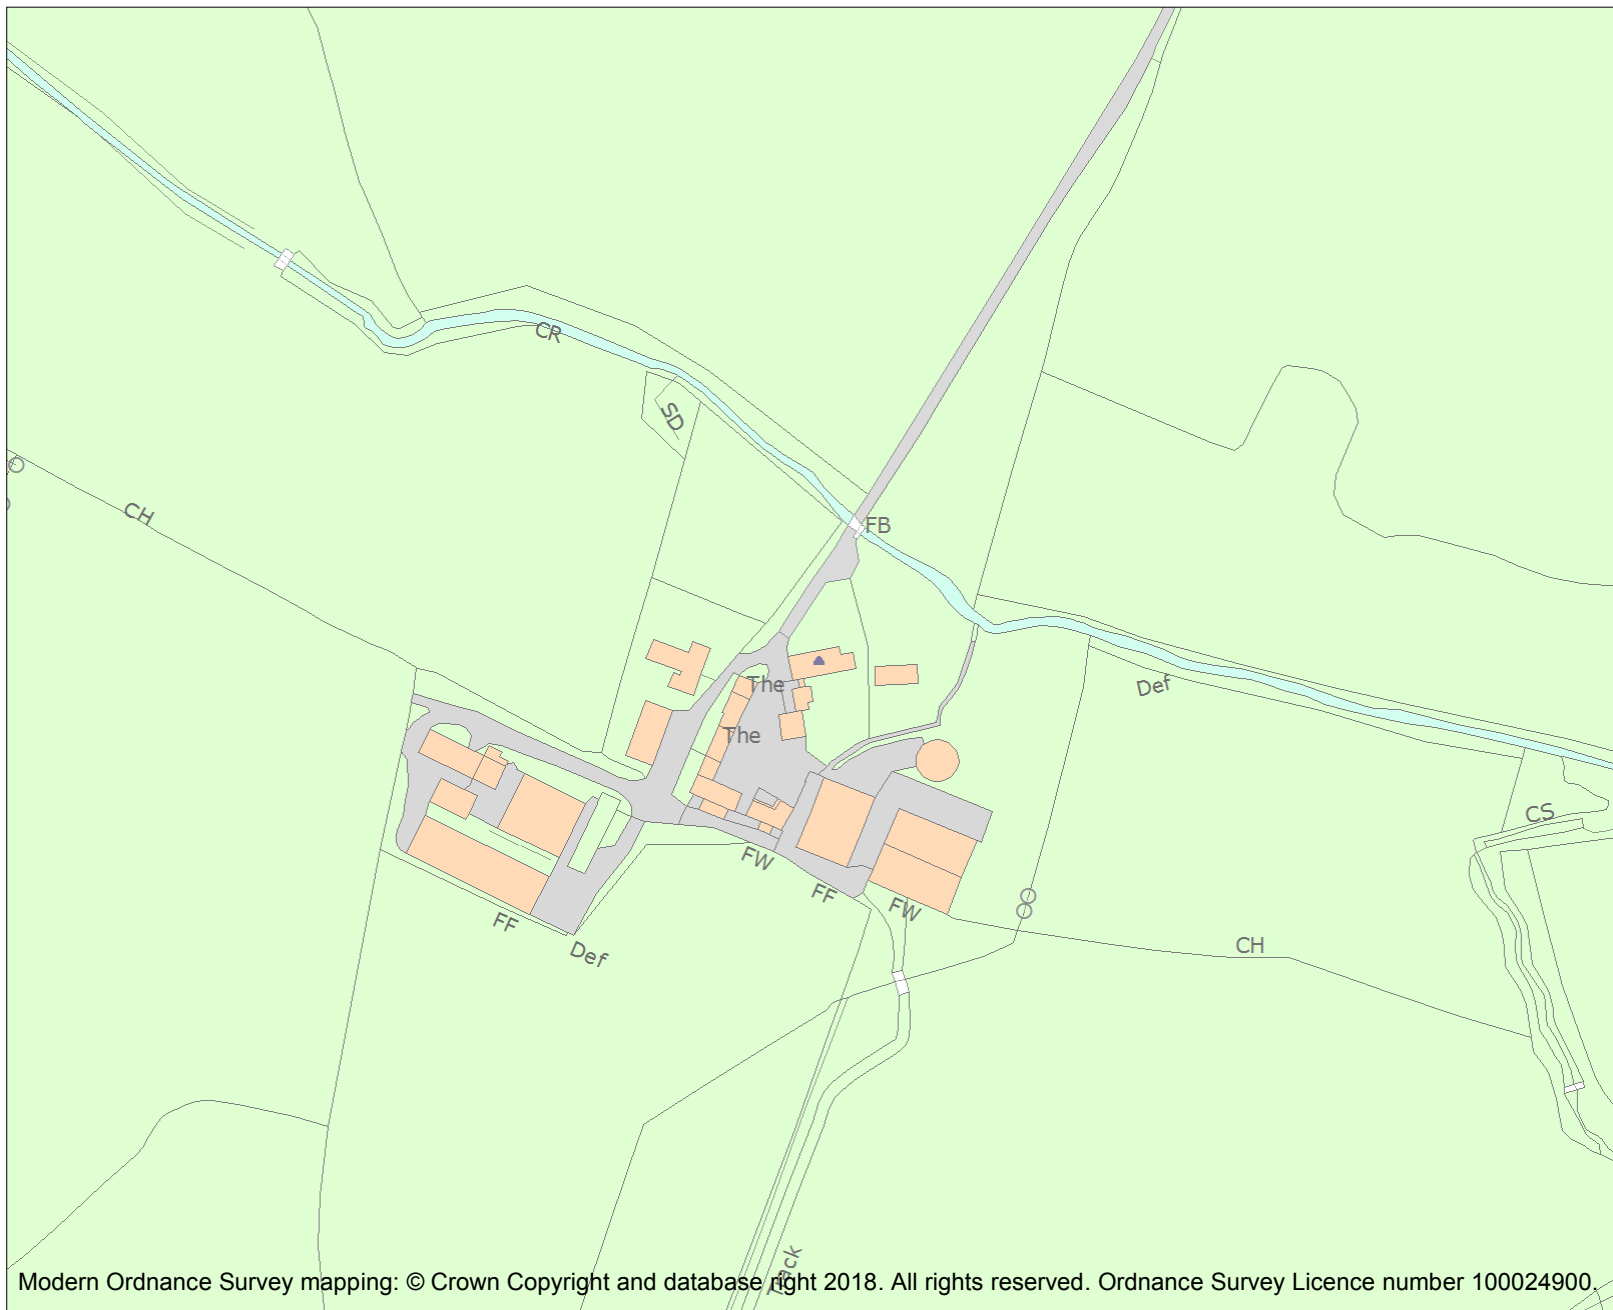 CR
SD
CH
FB
The
Def
The
CS
FW
FF
FW
FF
Def
CH
Track
Modern Ordnance Survey mapping: © Crown Copyright and database right 2018. All rights reserved. Ordnance Survey Licence number 100024900.